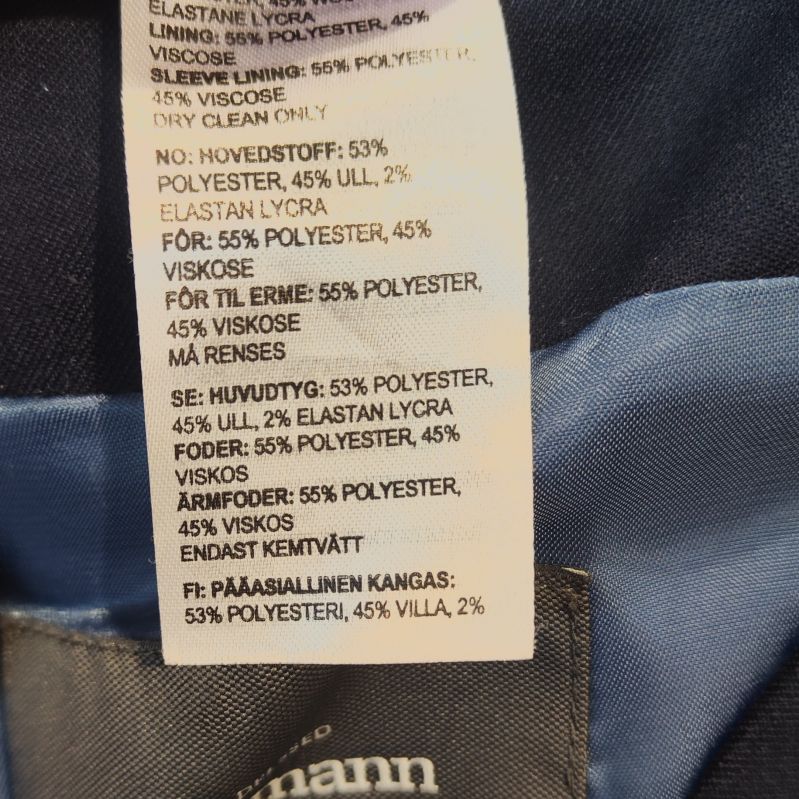 45% WO
ELASTANE LYCRA
LINING: 55% POLYESTER, 45%
VISCOSE
SLEEVE LINING: 55% POLYESTER,
45% VISCOSE
DRY CLEAN ONLY
NO: HOVEDSTOFF: 53%
POLYESTER, 45% ULL, 2%
ELASTAN LYCRA
FÔR: 55% POLYESTER, 45%
VISKOSE
FÔR TIL ERME: 55% POLYESTER,
45% VISKOSE
MÅ RENSES
SE: HUVUDTYG: 53% POLYESTER,
45% ULL, 2% ELASTAN LYCRA
FODER: 55% POLYESTER, 45%
VISKOS
ÄRMFODER: 55% POLYESTER,
45% VISKOS
ENDAST KEMTVÄTT
FI: PÄÄASIALLINEN KANGAS:
53% POLYESTERI, 45% VILLA, 2%
mann